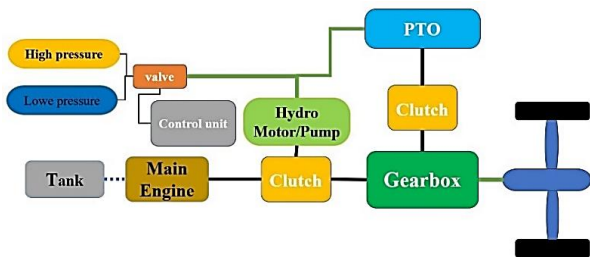 PTO
High pressure
valve
Lowe pressure
Clutch
Control unit
Hydro
Motor/Pump
Tank
Main
Engine
Clutch
Gearbox